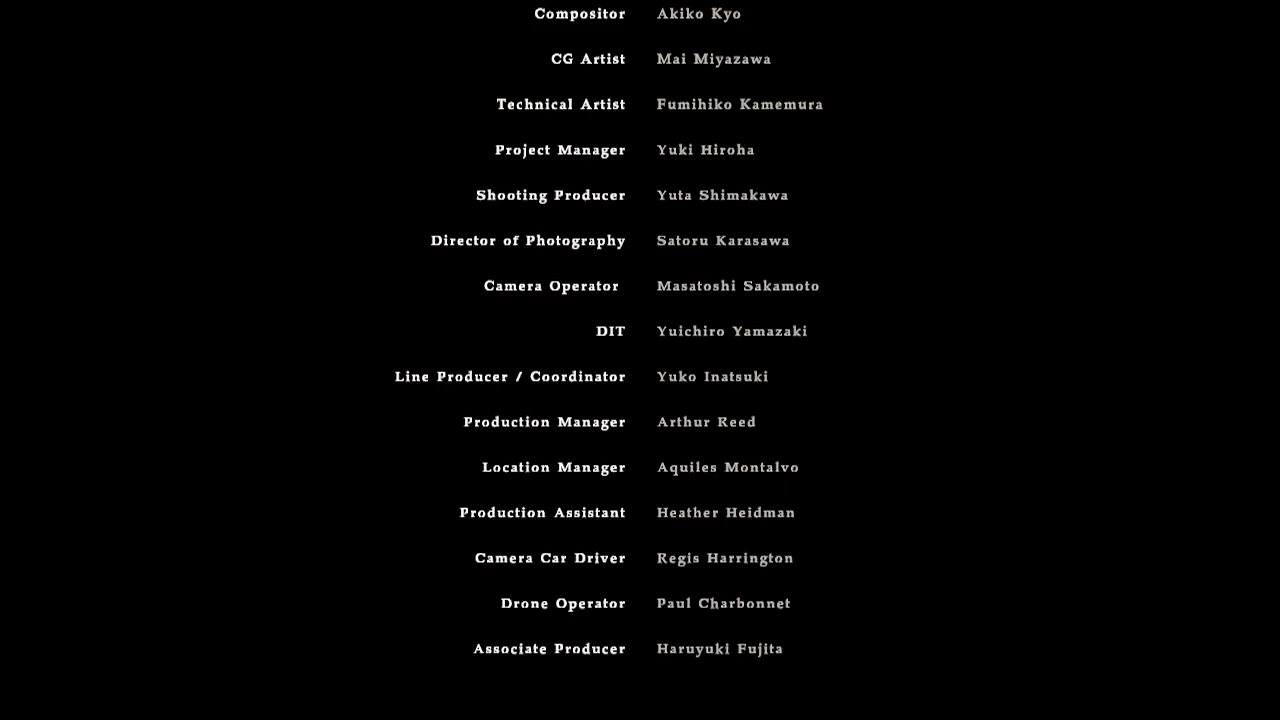 Compositor Akiko Kyo
CG Artist Mai Miyazawa
Technical Artist Fumihiko Kamemura
Project Manager Yuki Hiroha
Shooting Producer Yuta Shimakawa
Director of Photography Satoru Karasawa
Camera Operator Masatoshi Sakamoto
DIT Yuichiro Yamazaki
Line Producer / Coordinator Yuko Inatsuki
Production Manager Arthur Reed
Location Manager Aquiles Montalvo
Production Assistant Heather Heidman
Camera Car Driver Regis Harrington
Drone Operator Paul Charbonnet
Associate Producer Haruyuki Fujita